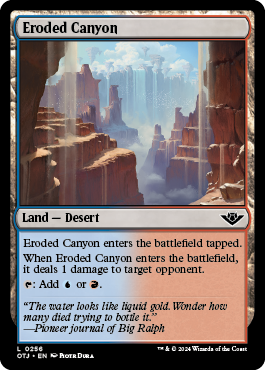 Eroded Canyon
Land — Desert
Eroded Canyon enters the battlefield tapped.
When Eroded Canyon enters the battlefield,
it deals 1 damage to target opponent.
: Add or .
"The water looks like liquid gold. Wonder how
many died trying to bottle it."
—Pioneer journal of Big Ralph
L 0256
OTJ • EN Piotr Dura
™ & © 2024 Wizards of the Coast